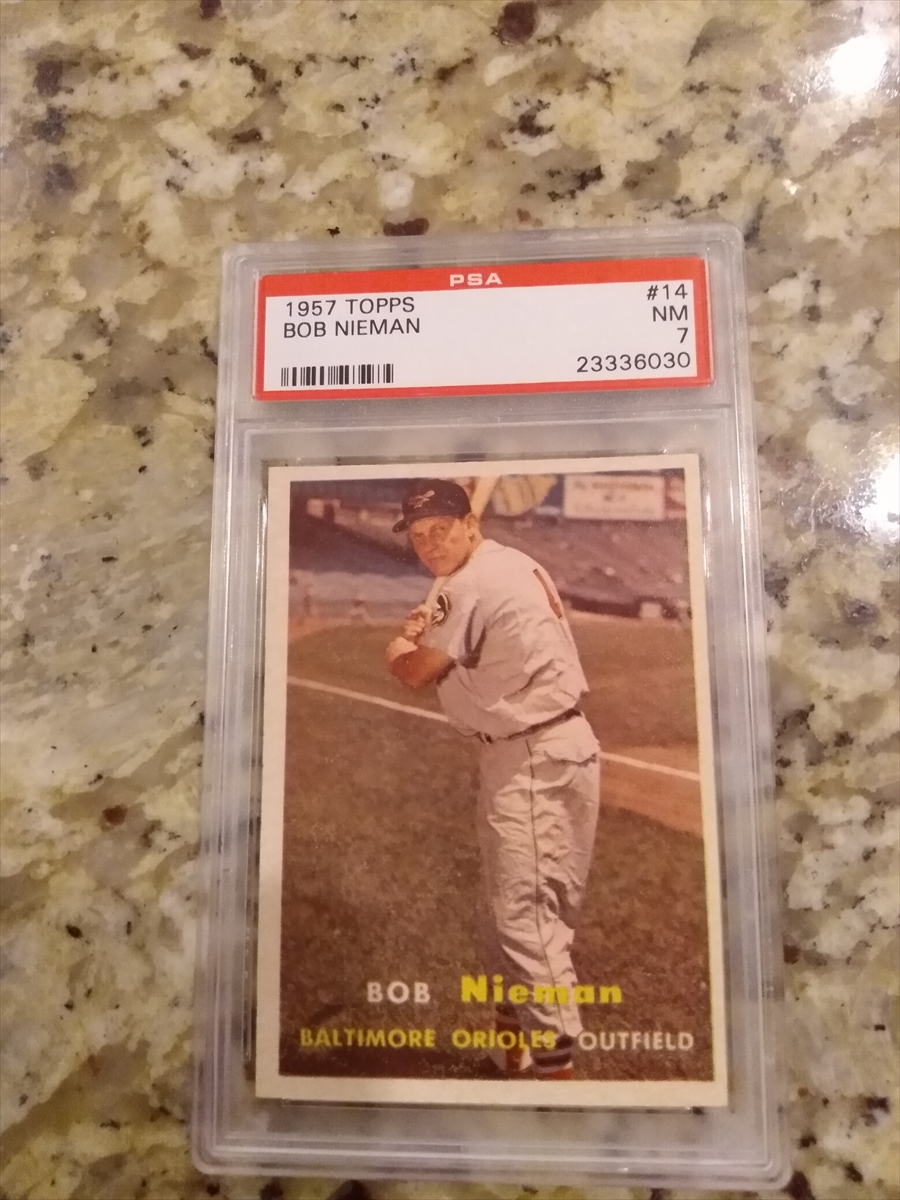 PSA
1957 TOPPS #14
BOB NIEMAN NM
7
23336030
BOB Nieman
BALTIMORE ORIOLES OUTFIELD